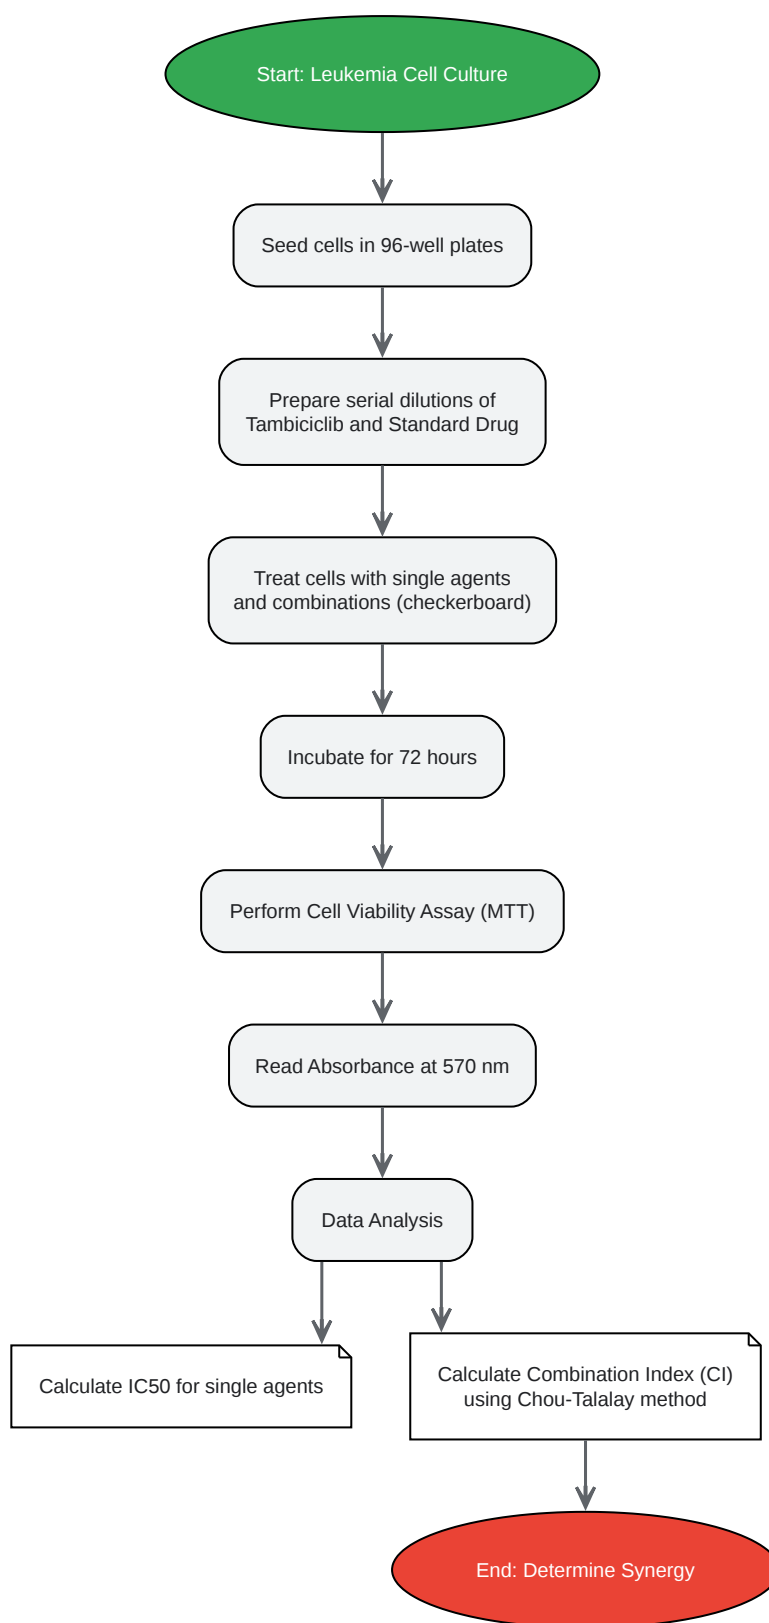 Start: Leukemia Cell Culture
Seed cells in 96-well plates
Prepare serial dilutions of
Tambiciclib and Standard Drug
Treat cells with single agents
and combinations (checkerboard)
Incubate for 72 hours
Perform Cell Viability Assay (MTT)
Read Absorbance at 570 nm
Data Analysis
Calculate IC50 for single agents
Calculate Combination Index (CI)
using Chou-Talalay method
End: Determine Synergy